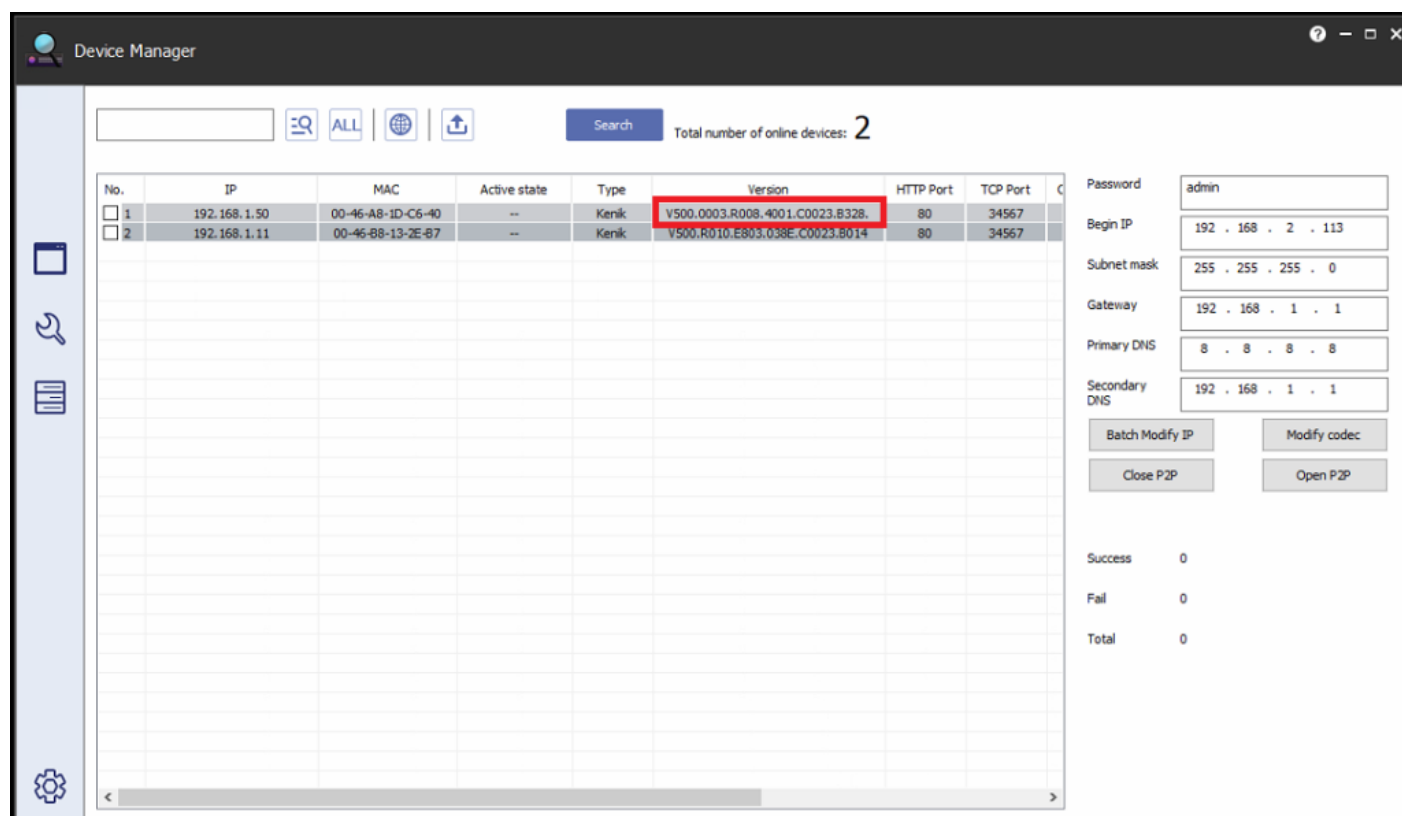 Device Manager
ALL
Search
Total number of online devices: 2
No. IP MAC Active state Type Version HTTP Port TCP Port
1 192.168.1.50 00-46-A8-1D-C6-40 -- Kenik V500.0003.R008.4001.C0023.B328. 80 34567
2 192.168.1.11 00-46-B8-13-2E-B7 -- Kenik V500.R010.E803.038E.C0023.B014 80 34567
Password admin
Begin IP 192 . 168 . 2 . 113
Subnet mask 255 . 255 . 255 . 0
Gateway 192 . 168 . 1 . 1
Primary DNS 8 . 8 . 8 . 8
Secondary DNS 192 . 168 . 1 . 1
Batch Modify IP Modify codec
Close P2P Open P2P
Success 0
Fail 0
Total 0